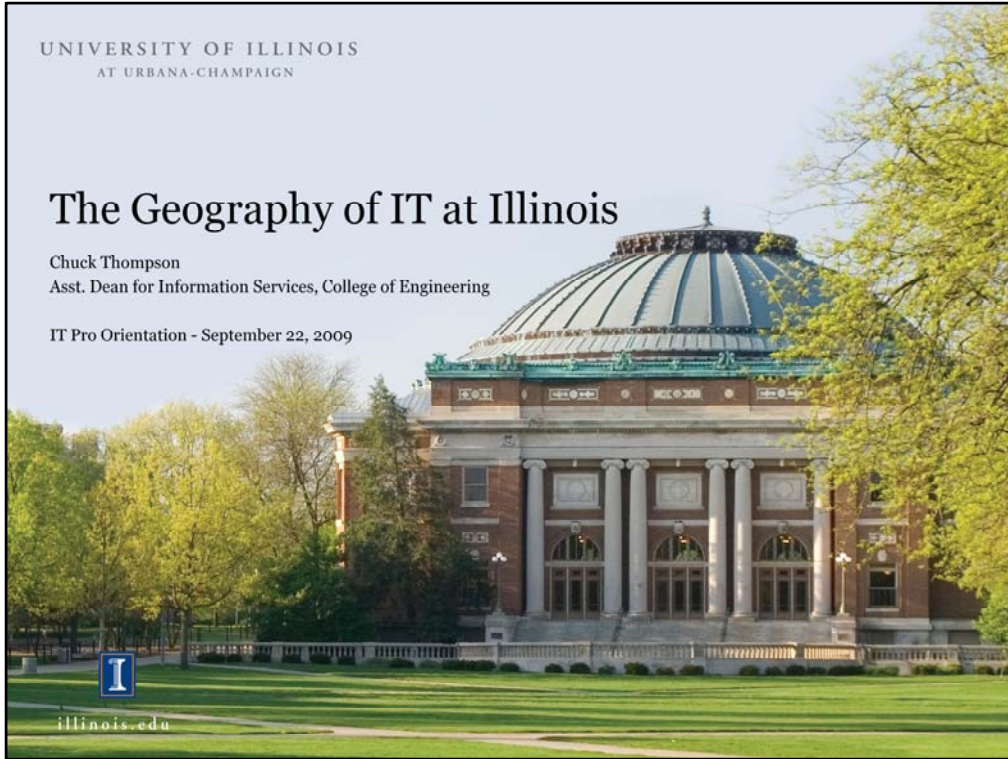 UNIVERSITY OF ILLINOIS
AT URBANA-CHAMPAIGN
The Geography of IT at Illinois
Chuck Thompson
Asst. Dean for Information Services, College of Engineering
IT Pro Orientation - September 22, 2009
I
illinois.edu